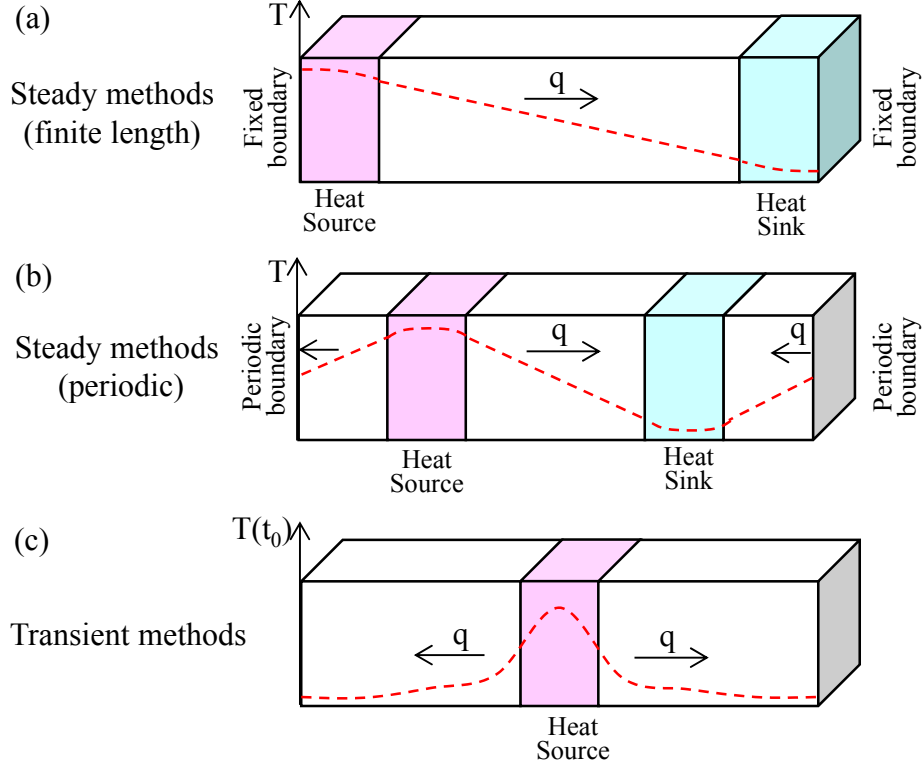 (a)
T
Steady methods
(finite length)
Fixed
boundary
q
Fixed
boundary
Heat
Source
Heat
Sink
(b)
T
Steady methods
(periodic)
Periodic
boundary
q
q
Periodic
boundary
Heat
Source
Heat
Sink
(c)
T(t₀)
Transient methods
q
q
Heat
Source